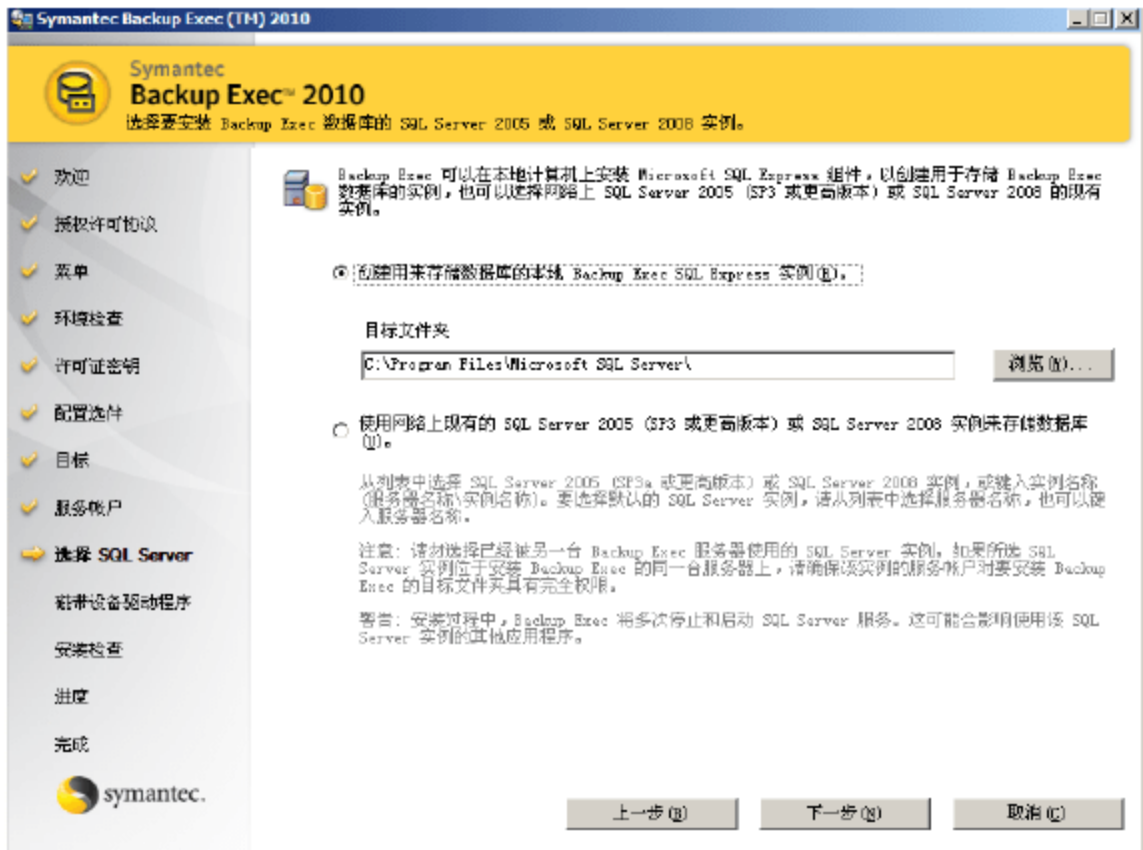 Symantec Backup Exec (TM) 2010
Symantec
Backup Exec™ 2010
选择要安装 Backup Exec 数据库的 SQL Server 2005 或 SQL Server 2008 实例。
欢迎
授权许可协议
菜单
环境检查
许可证密钥
配置选件
目标
服务帐户
选择 SQL Server
磁带设备驱动程序
安装检查
进度
完成
symantec.
Backup Exec 可以在本地计算机上安装 Microsoft SQL Express 组件，以创建用于存储 Backup Exec
数据库的实例，也可以选择网络上 SQL Server 2005 (SP3 或更高版本) 或 SQL Server 2008 的现有
实例。
创建用来存储数据库的本地 Backup Exec SQL Express 实例(R)。
目标文件夹
C:\Program Files\Microsoft SQL Server\
浏览(W)...
使用网络上现有的 SQL Server 2005 (SP3 或更高版本) 或 SQL Server 2008 实例来存储数据库
(U)。
从列表中选择 SQL Server 2005 (SP3a 或更高版本) 或 SQL Server 2008 实例，或键入实例名称
(服务器名称\实例名称)。要选择默认的 SQL Server 实例，请从列表中选择服务器名称，也可以键
入服务器名称。
注意: 请勿选择已经被另一台 Backup Exec 服务器使用的 SQL Server 实例。如果所选 SQL
Server 实例位于安装 Backup Exec 的同一台服务器上，请确保该实例的服务帐户对要安装 Backup
Exec 的目标文件夹具有完全权限。
警告: 安装过程中，Backup Exec 将多次停止和启动 SQL Server 服务。这可能会影响使用该 SQL
Server 实例的其他应用程序。
上一步(B)
下一步(N)
取消(C)